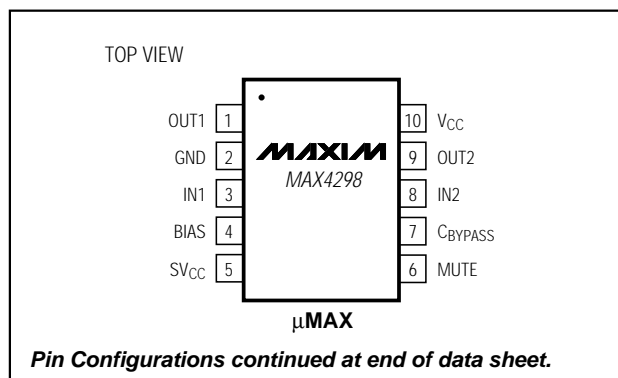 TOP VIEW
OUT1 1
GND 2
IN1 3
BIAS 4
SVCC 5
MAXIM
MAX4298
10 VCC
9 OUT2
8 IN2
7 CBYPASS
6 MUTE
µMAX
Pin Configurations continued at end of data sheet.